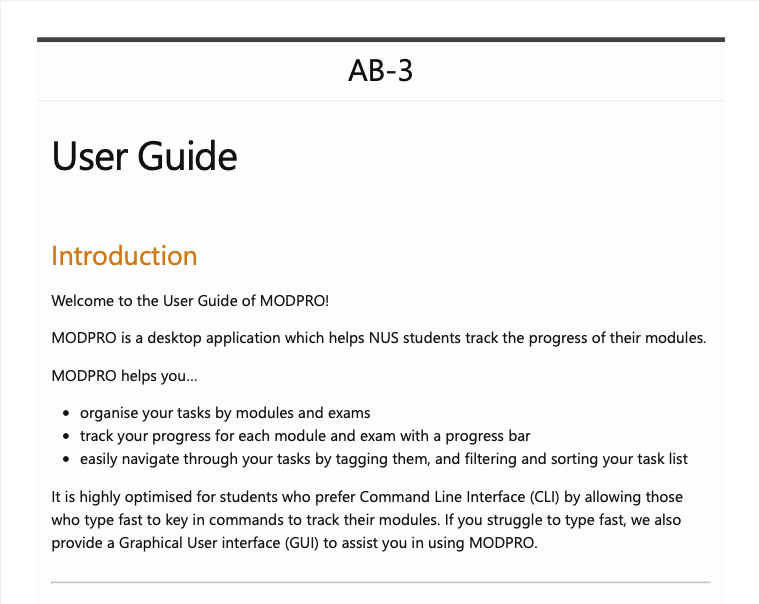 AB-3
User Guide
Introduction
Welcome to the User Guide of MODPRO!
MODPRO is a desktop application which helps NUS students track the progress of their modules.
MODPRO helps you...
• organise your tasks by modules and exams
• track your progress for each module and exam with a progress bar
• easily navigate through your tasks by tagging them, and filtering and sorting your task list
It is highly optimised for students who prefer Command Line Interface (CLI) by allowing those
who type fast to key in commands to track their modules. If you struggle to type fast, we also
provide a Graphical User interface (GUI) to assist you in using MODPRO.